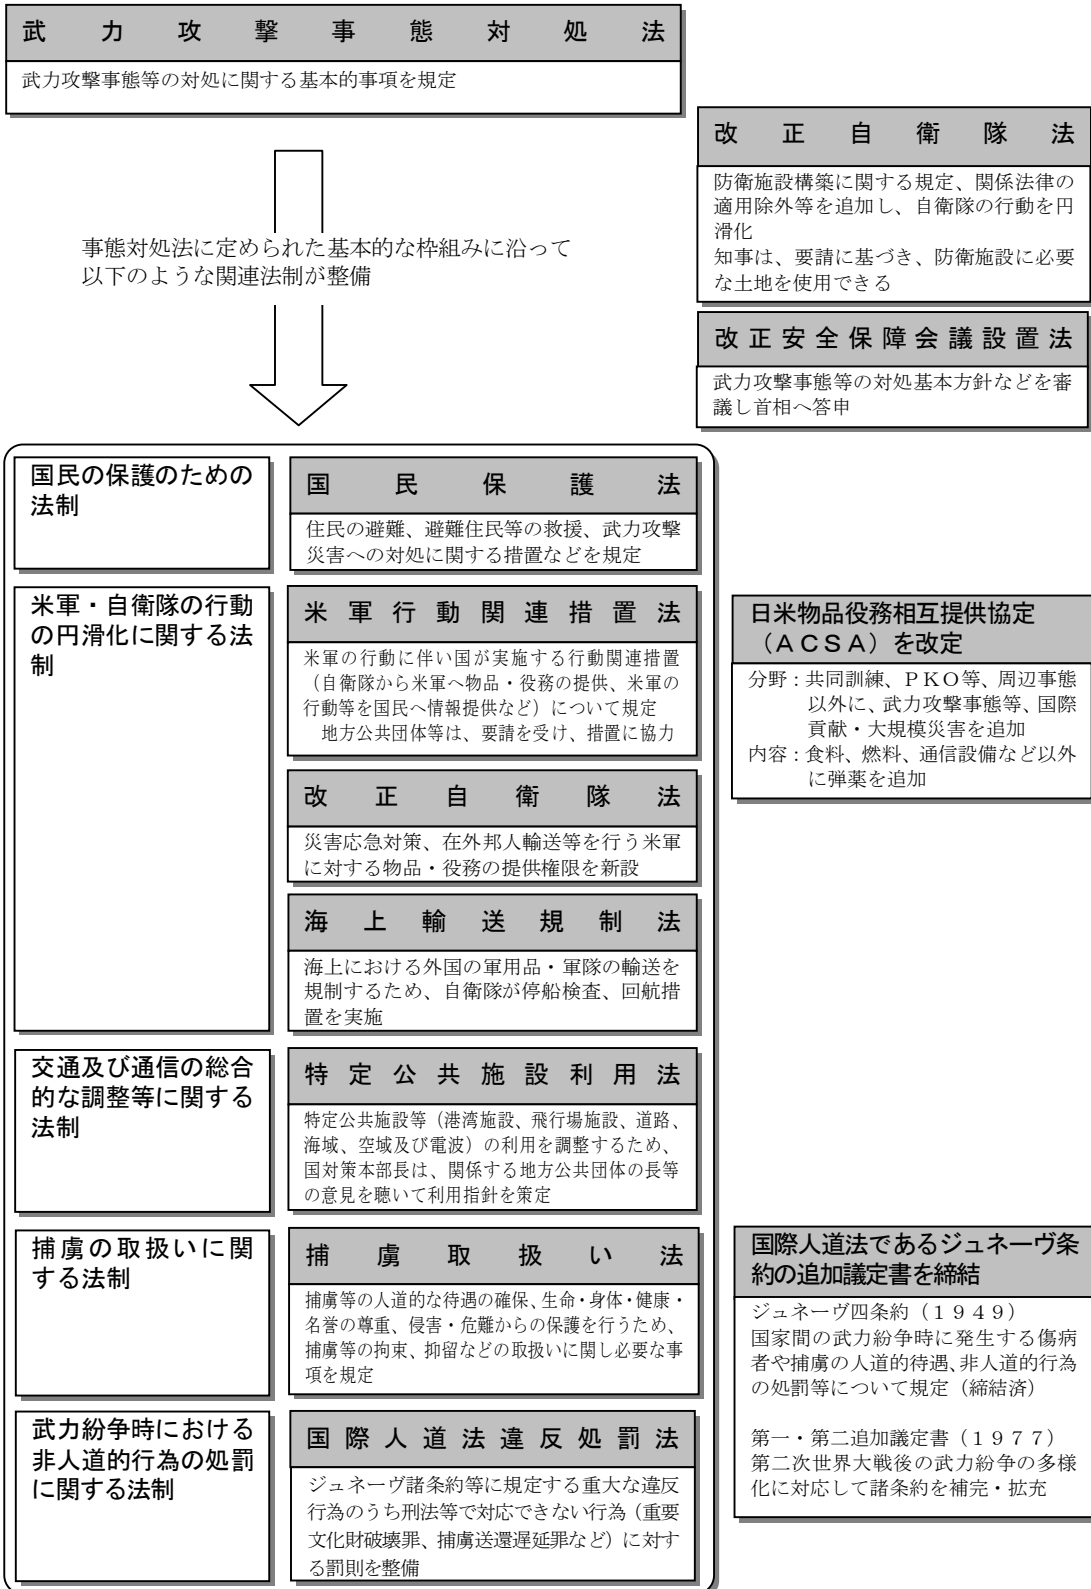 武力攻撃事態対処法
武力攻撃事態等の対処に関する基本的事項を規定
改正自衛隊法
防衛施設構築に関する規定、関係法律の
適用除外等を追加し、自衛隊の行動を円
滑化
知事は、要請に基づき、防衛施設に必要
な土地を使用できる
事態対処法に定められた基本的な枠組みに沿って
以下のような関連法制が整備
改正安全保障会議設置法
武力攻撃事態等の対処基本方針などを審
議し首相へ答申
国民の保護のための
法制
国民保護法
住民の避難、避難住民等の救援、武力攻撃
災害への対処に関する措置などを規定
米軍・自衛隊の行動
の円滑化に関する法
制
米軍行動関連措置法
米軍の行動に伴い国が実施する行動関連措置
（自衛隊から米軍へ物品・役務の提供、米軍の
行動等を国民へ情報提供など）について規定
地方公共団体等は、要請を受け、措置に協力
日米物品役務相互提供協定
（ＡＣＳＡ）を改定
分野：共同訓練、ＰＫＯ等、周辺事態
以外に、武力攻撃事態等、国際
貢献・大規模災害を追加
内容：食料、燃料、通信設備など以外
に弾薬を追加
改正自衛隊法
災害応急対策、在外邦人輸送等を行う米軍
に対する物品・役務の提供権限を新設
海上輸送規制法
海上における外国の軍用品・軍隊の輸送を
規制するため、自衛隊が停船検査、回航措
置を実施
交通及び通信の総合
的な調整等に関する
法制
特定公共施設利用法
特定公共施設等（港湾施設、飛行場施設、道路、
海域、空域及び電波）の利用を調整するため、
国対策本部長は、関係する地方公共団体の長等
の意見を聴いて利用指針を策定
捕虜の取扱いに関
する法制
捕虜取扱い法
捕虜等の人道的な待遇の確保、生命・身体・健康・
名誉の尊重、侵害・危難からの保護を行うため、
捕虜等の拘束、抑留などの取扱いに関し必要な事
項を規定
国際人道法であるジュネーヴ条
約の追加議定書を締結
ジュネーヴ四条約（１９４９）
国家間の武力紛争時に発生する傷病
者や捕虜の人道的待遇、非人道的行為
の処罰等について規定（締結済）
第一・第二追加議定書（１９７７）
第二次世界大戦後の武力紛争の多様
化に対応して諸条約を補完・拡充
武力紛争時における
非人道的行為の処罰
に関する法制
国際人道法違反処罰法
ジュネーヴ諸条約等に規定する重大な違反
行為のうち刑法等で対応できない行為（重要
文化財破壊罪、捕虜送還遅延罪など）に対す
る罰則を整備